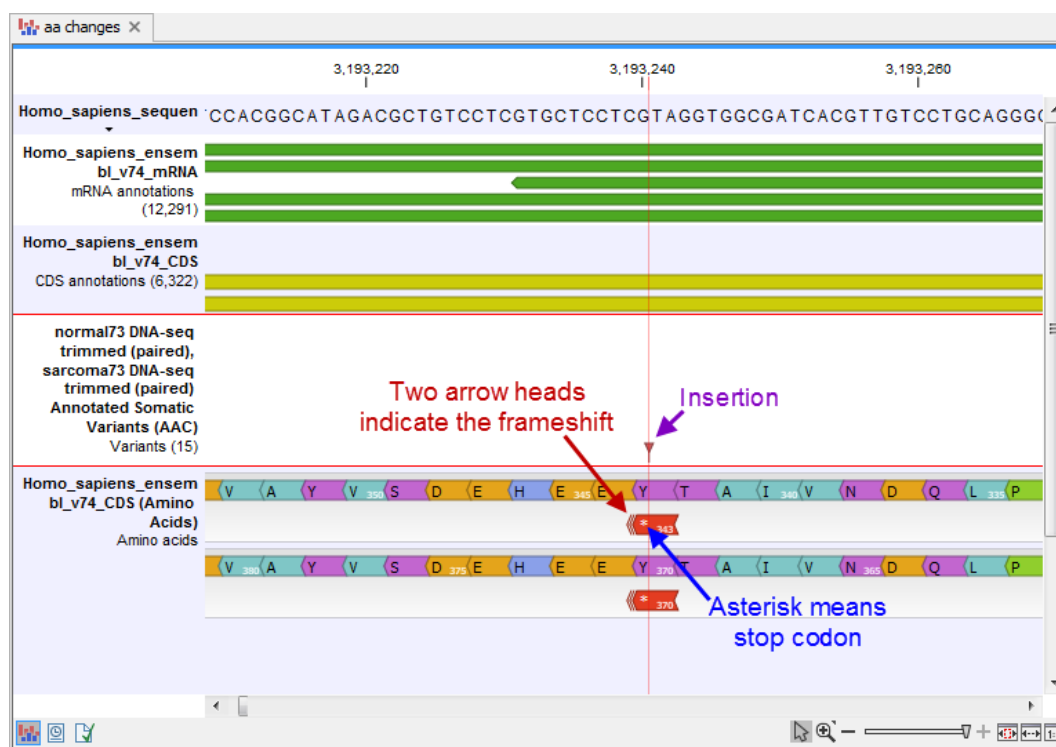 aa changes
3,193,220 3,193,240 3,193,260
Homo_sapiens_sequen
CCACGGCATAGACGCTGTCCTCGTGCTCCTCGTAGGTGGCGATCACGTTGTCCTGCAGGG
Homo_sapiens_ensem
bl_v74_mRNA
mRNA annotations
(12,291)
Homo_sapiens_ensem
bl_v74_CDS
CDS annotations (6,322)
normal73 DNA-seq
trimmed (paired),
sarcoma73 DNA-seq
trimmed (paired)
Annotated Somatic
Variants (AAC)
Variants (15)
Two arrow heads
indicate the frameshift
Insertion
Homo_sapiens_ensem
bl_v74_CDS (Amino
Acids)
Amino acids
V A Y V 350 S D E H E 345 E Y T A I 340 V N D Q L 335 P
* 343
V 380 A Y V S D 375 E H E E Y 370 T A I V N 365 D Q L P
* 370
Asterisk means
stop codon